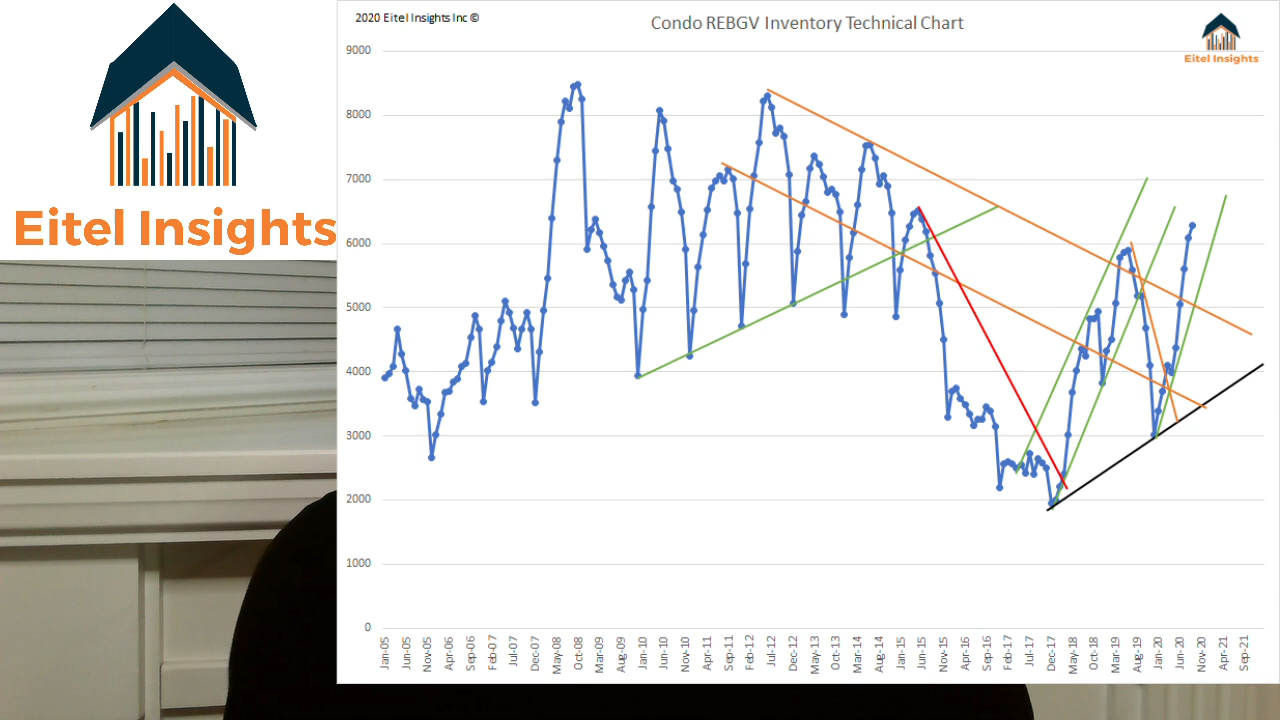 Eitel Insights
2020 Eitel Insights Inc ©
Condo REBGV Inventory Technical Chart
Eitel Insights
9000
8000
7000
6000
5000
4000
3000
2000
1000
0
Jan-05
Jun-05
Nov-05
Apr-06
Sep-06
Feb-07
Jul-07
Dec-07
May-08
Oct-08
Mar-09
Aug-09
Jan-10
Jun-10
Nov-10
Apr-11
Sep-11
Feb-12
Jul-12
Dec-12
May-13
Oct-13
Mar-14
Aug-14
Jan-15
Jun-15
Nov-15
Apr-16
Sep-16
Feb-17
Jul-17
Dec-17
May-18
Oct-18
Mar-19
Aug-19
Jan-20
Jun-20
Nov-20
Apr-21
Sep-21